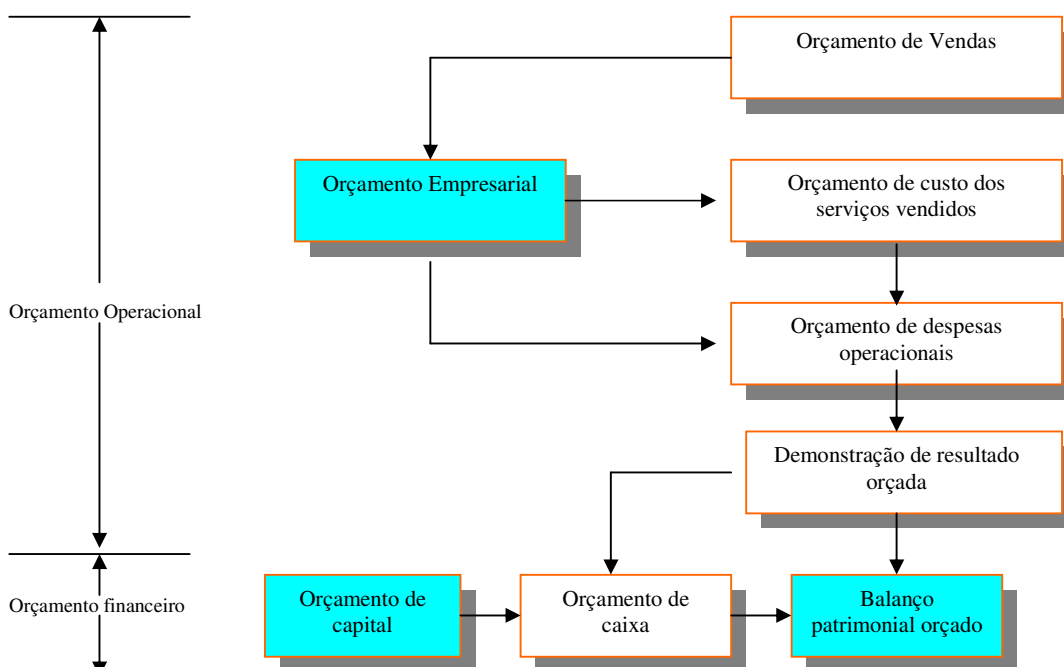 Orçamento de Vendas
Orçamento Empresarial
Orçamento de custo dos
serviços vendidos
Orçamento Operacional
Orçamento de despesas
operacionais
Demonstração de resultado
orçada
Orçamento financeiro
Orçamento de
capital
Orçamento de
caixa
Balanço
patrimonial orçado